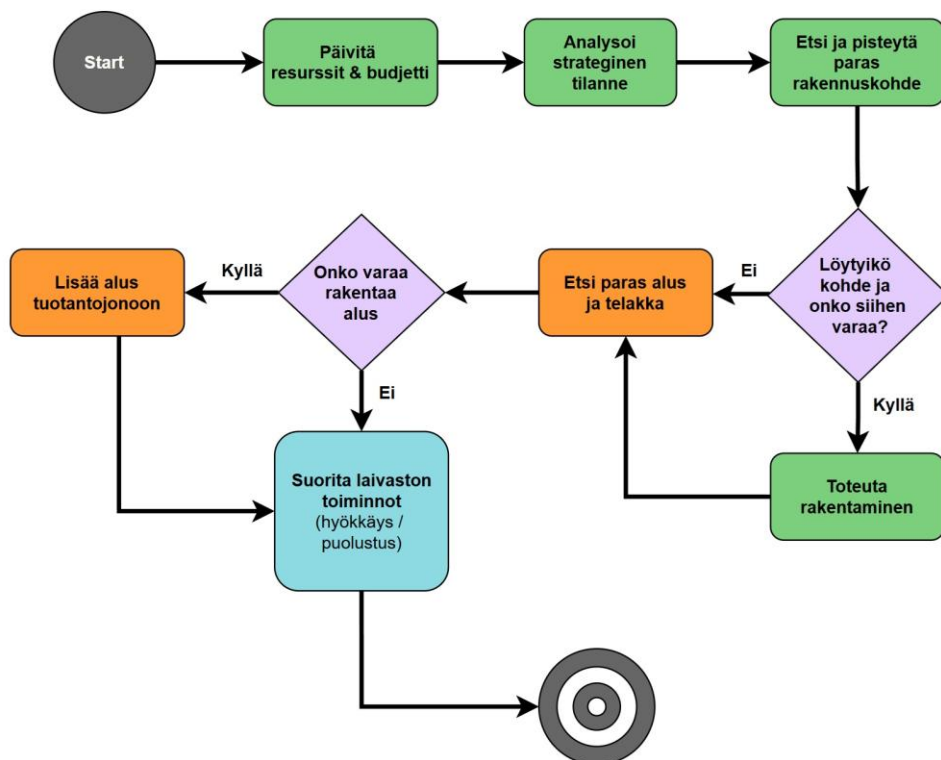 Start
Päivitä
resurssit & budjetti
Analysoi
strateginen
tilanne
Etsi ja pisteytä
paras
rakennuskohde
Löytyikö
kohde ja
onko siihen
varaa?
Ei
Kyllä
Toteuta
rakentaminen
Etsi paras alus
ja telakka
Onko varaa
rakentaa
alus
Kyllä
Ei
Lisää alus
tuotantojonoon
Suorita laivaston
toiminnot
(hyökkäys /
puolustus)